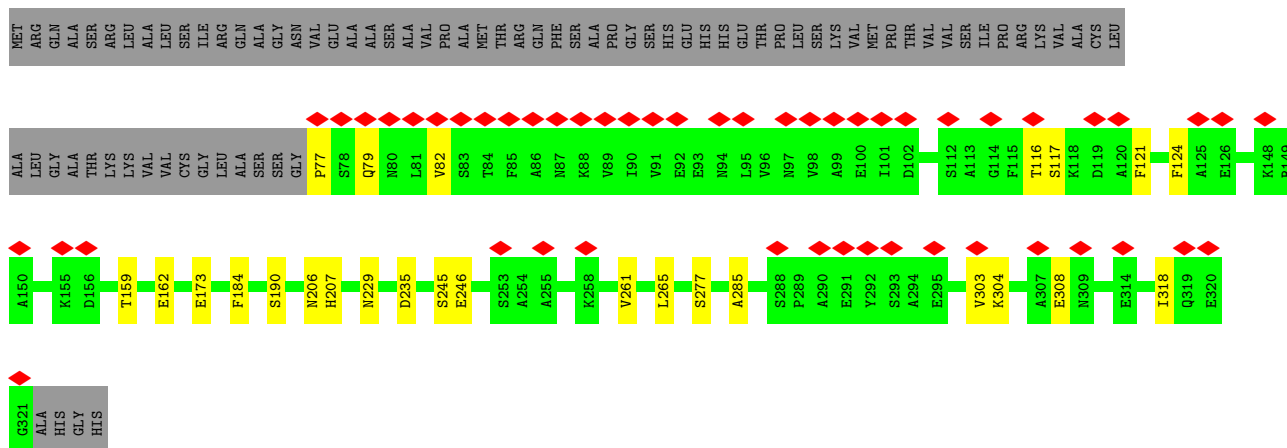 MET ARG GLN ALA SER ARG LEU ALA LEU SER ILE ARG GLN ALA GLY ASN VAL GLU ALA ALA SER ALA VAL PRO ALA MET THR ARG GLN PHE SER ALA PRO GLY SER HIS GLU HIS HIS GLU THR PRO LEU SER LYS VAL MET PRO THR VAL VAL SER ILE PRO ARG LYS VAL ALA CYS LEU
ALA LEU GLY ALA THR LYS LYS VAL VAL CYS GLY LEU ALA SER SER GLY P77 S78 Q79 N80 L81 V82 S83 T84 F85 A86 N87 K88 V89 I90 V91 E92 E93 N94 L95 V96 N97 V98 A99 E100 I101 D102 S112 A113 G114 F115 T116 S117 K118 D119 A120 F121 F124 A125 E126 K148 R149
A150 K155 D156 T159 E162 E173 F184 S190 N206 H207 N229 D235 S245 E246 S253 A254 A255 K258 V261 L265 S277 A285 S288 P289 A290 E291 Y292 S293 A294 E295 V303 K304 A307 E308 N309 E314 I318 Q319 E320
G321 ALA HIS GLY HIS